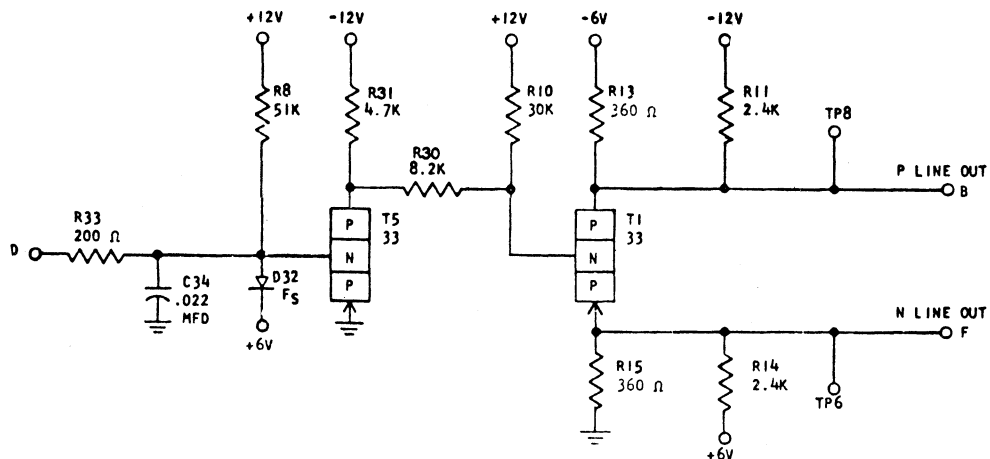 +12V
-12V
+12V
-6V
-12V
R8
51K
R31
4.7K
R10
30K
R13
360 Ω
R11
2.4K
TP8
R30
8.2K
P LINE OUT
B
R33
200 Ω
D
P
N
P
T5
33
P
N
P
T1
33
C34
.022
MFD
D32
FS
+6V
N LINE OUT
F
R15
360 Ω
R14
2.4K
TP6
+6V